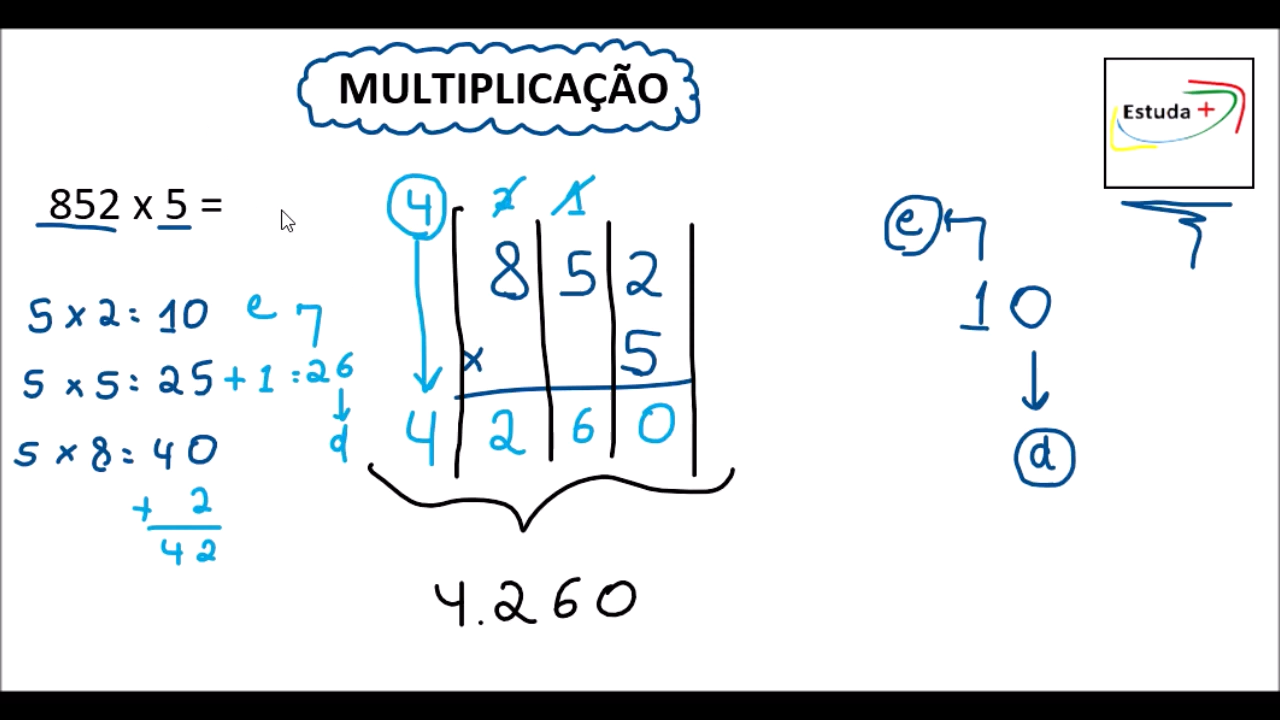 MULTIPLICAÇÃO
Estuda +
852 x 5 =
5 x 2 = 10 e
5 x 5 = 25 + 1 = 26
d
5 x 8 = 40
+ 2
42
4 2 1
8 5 2
x 5
4 2 6 0
4.260
e
10
d